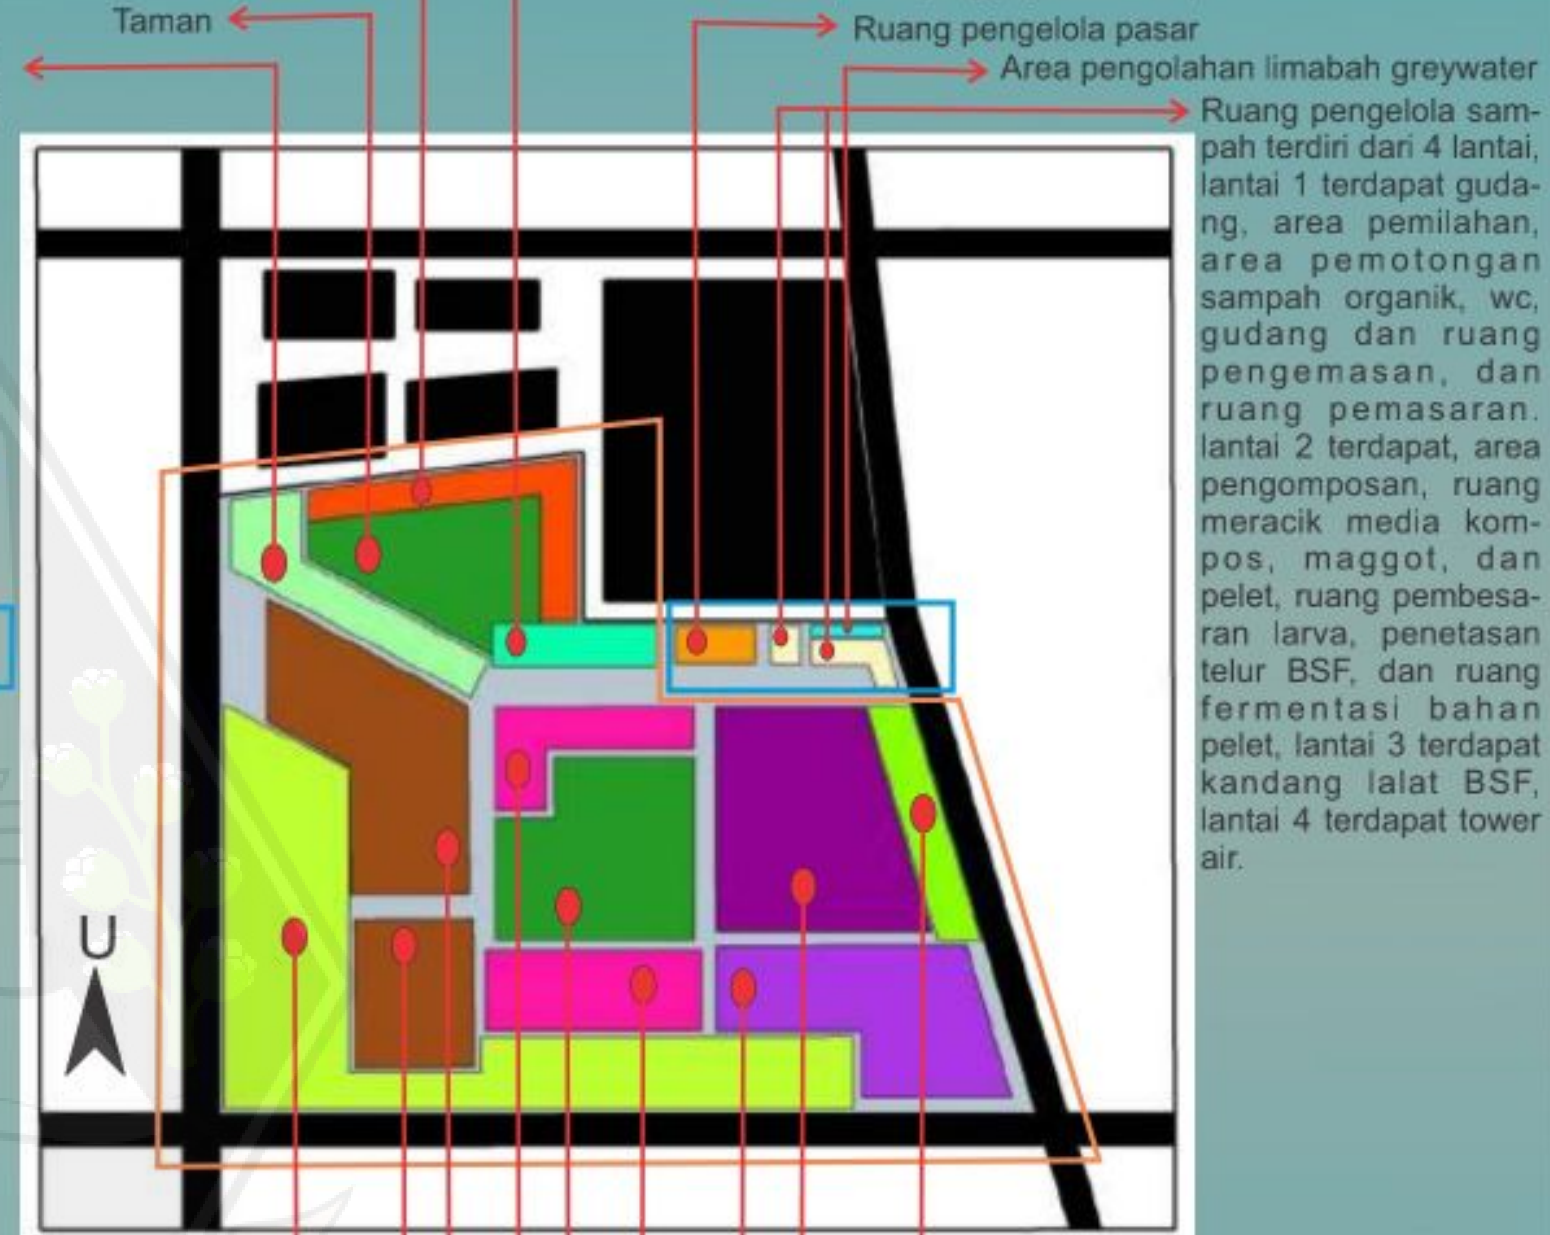 Taman
Ruang pengelola pasar
Area pengolahan limabah greywater
Ruang pengelola sam-
pah terdiri dari 4 lantai,
lantai 1 terdapat guda-
ng, area pemilahan,
area pemotongan
sampah organik, wc,
gudang dan ruang
pengemasan, dan
ruang pemasaran.
lantai 2 terdapat, area
pengomposan, ruang
meracik media kom-
pos, maggot, dan
pelet, ruang pembesa-
ran larva, penetasan
telur BSF, dan ruang
fermentasi bahan
pelet, lantai 3 terdapat
kandang lalat BSF,
lantai 4 terdapat tower
air.
U